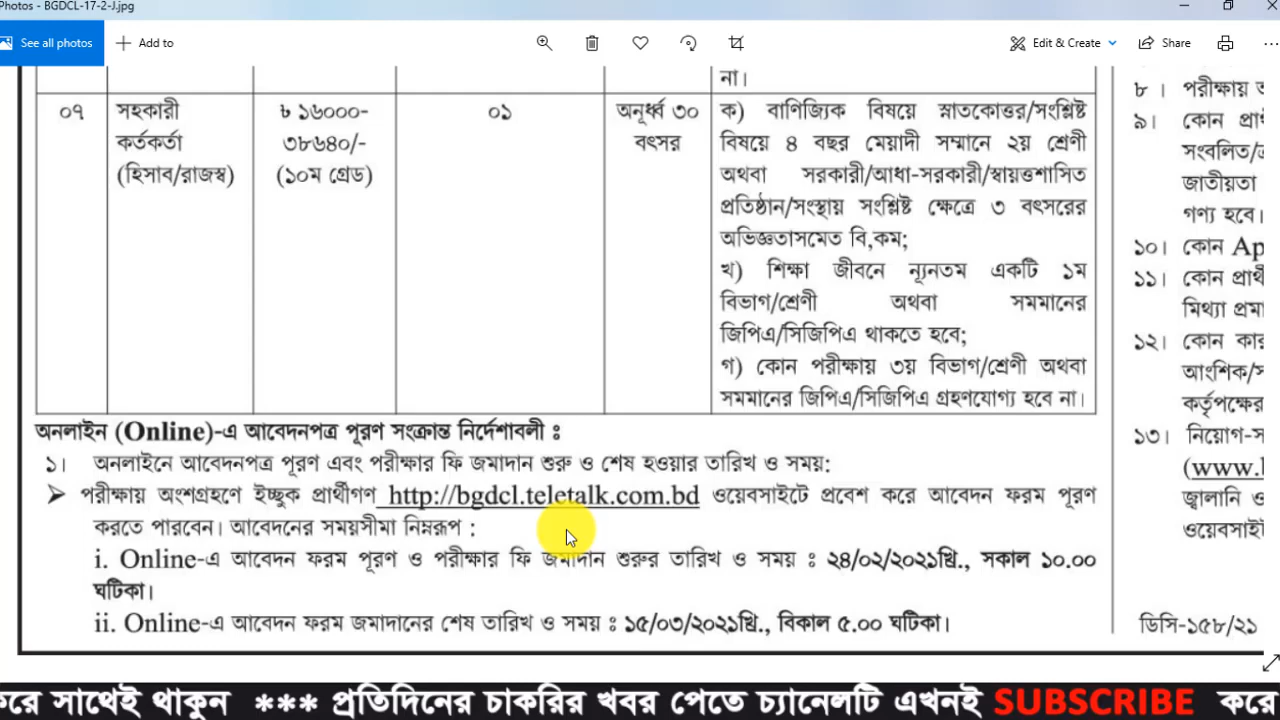 Photos - BGDCL-17-2-J.jpg
See all photos
Add to
Edit & Create
Share
না।
০৭ সহকারী ৳ ১৬০০০- ০১ অনূর্ধ্ব ৩০ ক) বাণিজ্যিক বিষয়ে স্নাতকোত্তর/সংশ্লিষ্ট
কর্তকর্তা ৩৮৬৪০/- বৎসর বিষয়ে ৪ বছর মেয়াদী সম্মানে ২য় শ্রেণী
(হিসাব/রাজস্ব) (১০ম গ্রেড) অথবা সরকারী/আধা-সরকারী/স্বায়ত্তশাসিত
প্রতিষ্ঠান/সংস্থায় সংশ্লিষ্ট ক্ষেত্রে ৩ বৎসরের
অভিজ্ঞতাসমেত বি,কম;
খ) শিক্ষা জীবনে ন্যূনতম একটি ১ম
বিভাগ/শ্রেণী অথবা সমমানের
জিপিএ/সিজিপিএ থাকতে হবে;
গ) কোন পরীক্ষায় ৩য় বিভাগ/শ্রেণী অথবা
সমমানের জিপিএ/সিজিপিএ গ্রহণযোগ্য হবে না।
অনলাইন (Online)-এ আবেদনপত্র পূরণ সংক্রান্ত নির্দেশাবলী ঃ
১। অনলাইনে আবেদনপত্র পূরণ এবং পরীক্ষার ফি জমাদান শুরু ও শেষ হওয়ার তারিখ ও সময়:
➢ পরীক্ষায় অংশগ্রহণে ইচ্ছুক প্রার্থীগণ http://bgdcl.teletalk.com.bd ওয়েবসাইটে প্রবেশ করে আবেদন ফরম পূরণ
করতে পারবেন। আবেদনের সময়সীমা নিম্নরূপ :
i. Online-এ আবেদন ফরম পূরণ ও পরীক্ষার ফি জমাদান শুরুর তারিখ ও সময় ঃ ২৪/০২/২০২১খ্রি., সকাল ১০.০০
ঘটিকা।
ii. Online-এ আবেদন ফরম জমাদানের শেষ তারিখ ও সময় ঃ ১৫/০৩/২০২১খ্রি., বিকাল ৫.০০ ঘটিকা।
৮। পরীক্ষায়
৯। কোন
সংবলিত/
জাতীয়তা
গণ্য হবে।
১০। কোন Ap
১১। কোন
মিথ্যা
১২। কোন
আংশিক/
কর্তৃপক্ষের
১৩। নিয়োগ-
(www.
জ্বালানি
ডিসি-১৫৮/২১
করে সাথেই থাকুন *** প্রতিদিনের চাকরির খবর পেতে চ্যানেলটি এখনই SUBSCRIBE করে